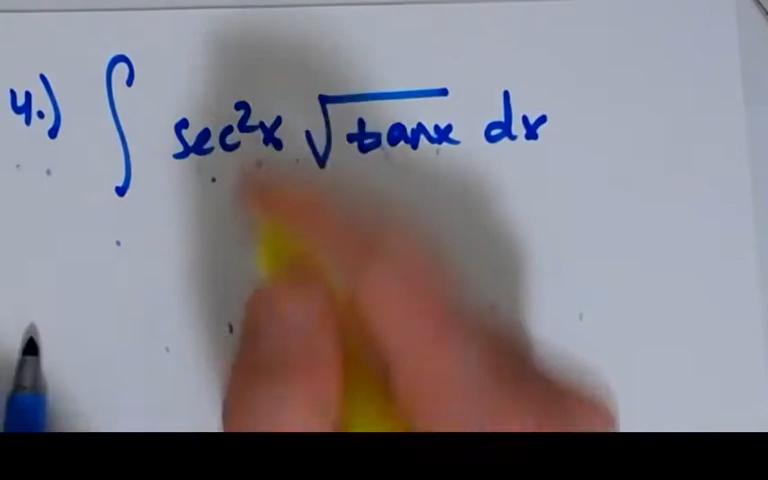 4.) ∫ sec²x √tanx dx